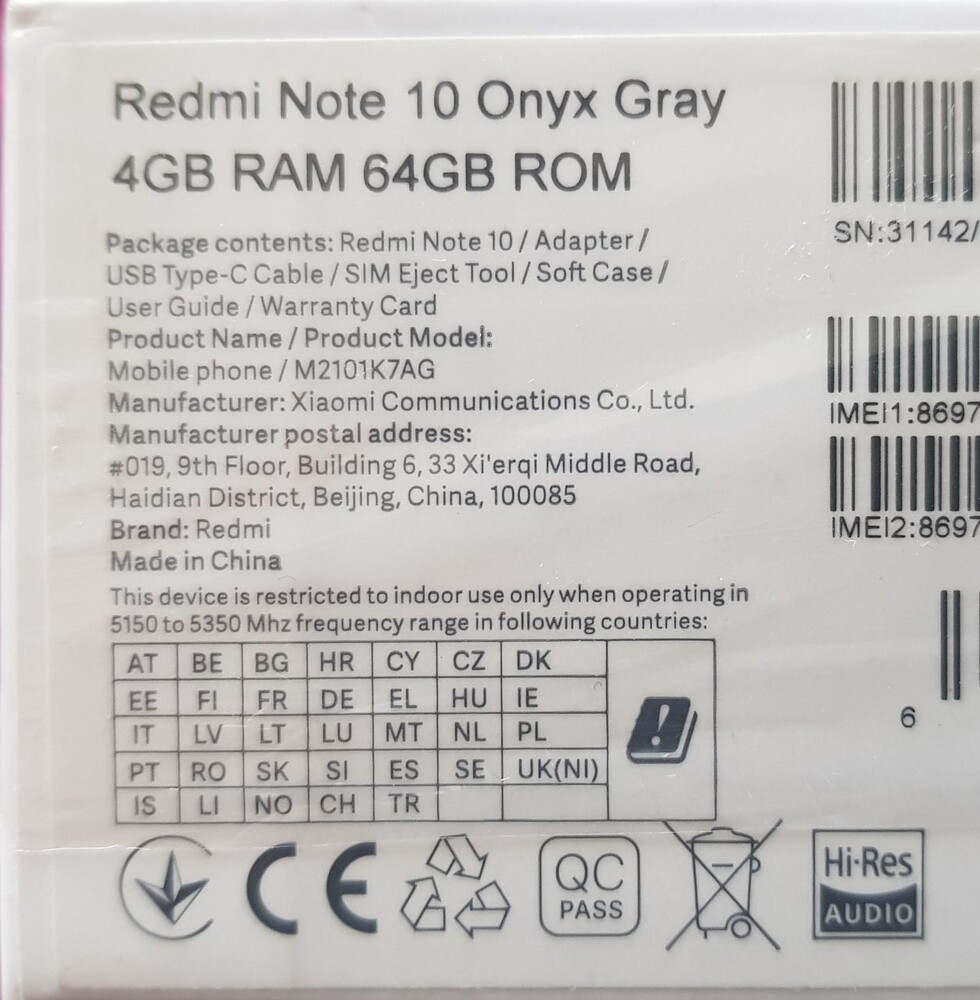 Redmi Note 10 Onyx Gray
4GB RAM 64GB ROM
Package contents: Redmi Note 10 / Adapter /
USB Type-C Cable / SIM Eject Tool / Soft Case /
User Guide / Warranty Card
Product Name / Product Model:
Mobile phone / M2101K7AG
Manufacturer: Xiaomi Communications Co., Ltd.
Manufacturer postal address:
#019, 9th Floor, Building 6, 33 Xi'erqi Middle Road,
Haidian District, Beijing, China, 100085
Brand: Redmi
Made in China
This device is restricted to indoor use only when operating in
5150 to 5350 Mhz frequency range in following countries:
AT BE BG HR CY CZ DK
EE FI FR DE EL HU IE
IT LV LT LU MT NL PL
PT RO SK SI ES SE UK(NI)
IS LI NO CH TR
CE
QC
PASS
Hi-Res
AUDIO
SN:31142/
IMEI1:8697
IMEI2:8697
6